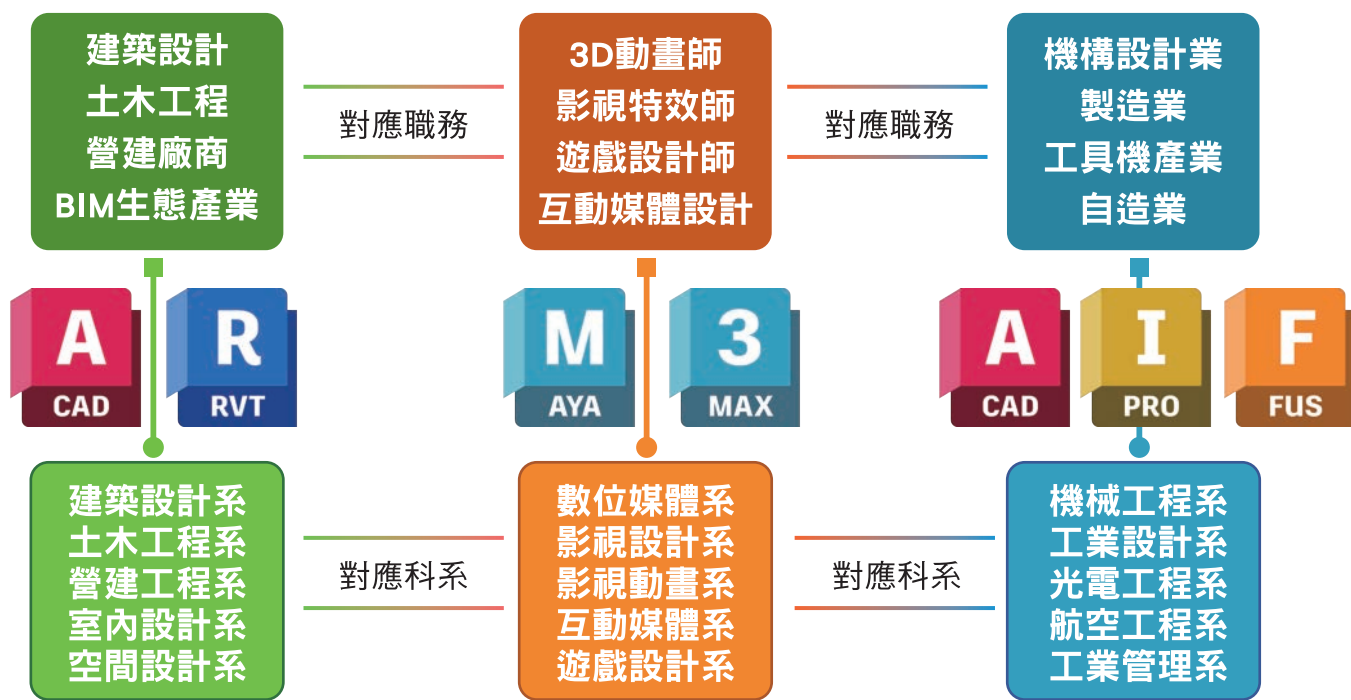 建築設計
土木工程
營建廠商
BIM生態產業
對應職務
3D動畫師
影視特效師
遊戲設計師
互動媒體設計
對應職務
機構設計業
製造業
工具機產業
自造業
A
CAD
R
RVT
M
AYA
3
MAX
A
CAD
I
PRO
F
FUS
建築設計系
土木工程系
營建工程系
室內設計系
空間設計系
對應科系
數位媒體系
影視設計系
影視動畫系
互動媒體系
遊戲設計系
對應科系
機械工程系
工業設計系
光電工程系
航空工程系
工業管理系